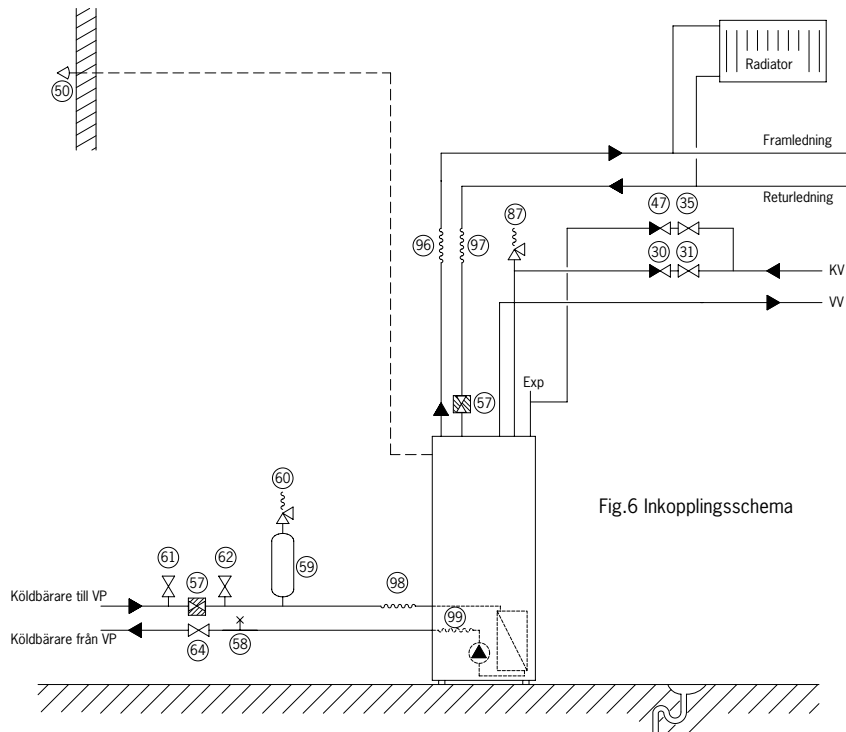 Radiator
50
Framledning
Returledning
87
47
35
96
97
30
31
KV
VV
Exp
57
60
Fig.6 Inkopplingsschema
61
57
62
59
98
Köldbärare till VP
99
Köldbärare från VP
64
58